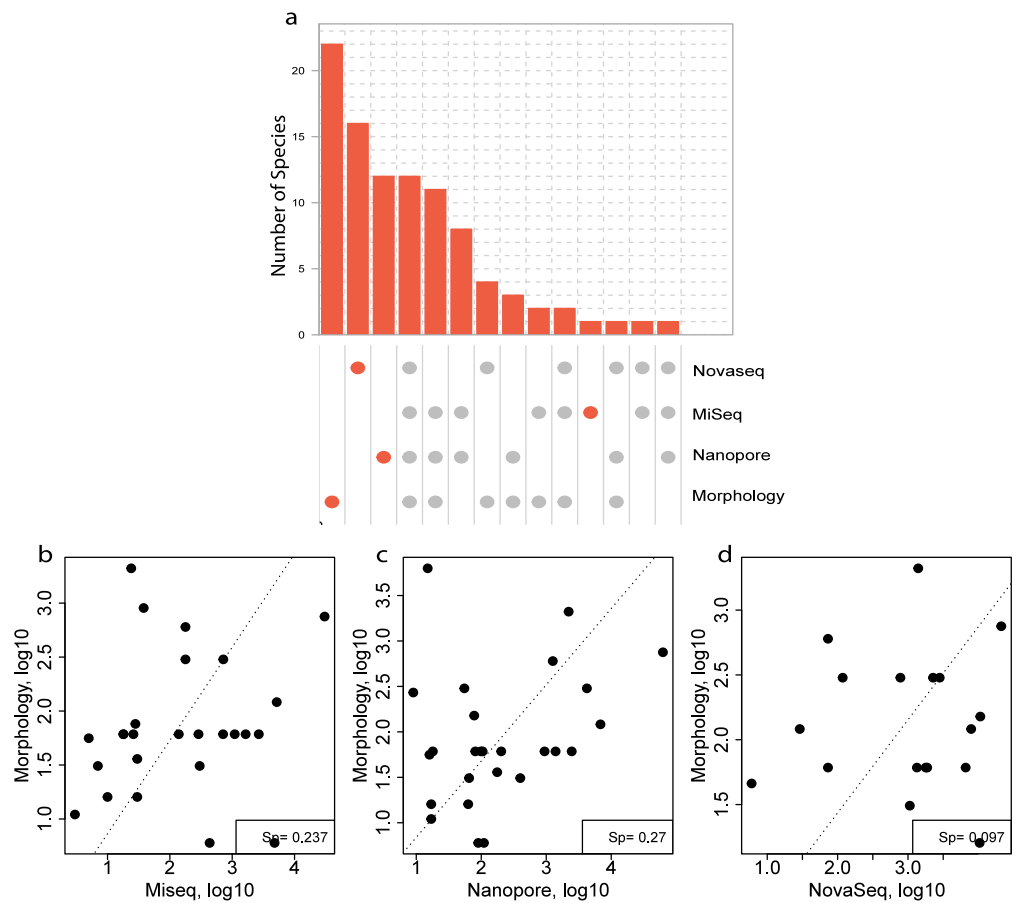 a
Number of Species
20
15
10
5
0
Novaseq
MiSeq
Nanopore
Morphology
b
Morphology, log10
3.0
2.5
2.0
1.5
1.0
Sp= 0.237
0 1 2 3 4
Miseq, log10
c
Morphology, log10
3.5
3.0
2.5
2.0
1.5
1.0
Sp= 0.27
1 2 3 4
Nanopore, log10
d
Morphology, log10
3.0
2.5
2.0
1.5
Sp= 0.097
1.0 2.0 3.0
NovaSeq, log10